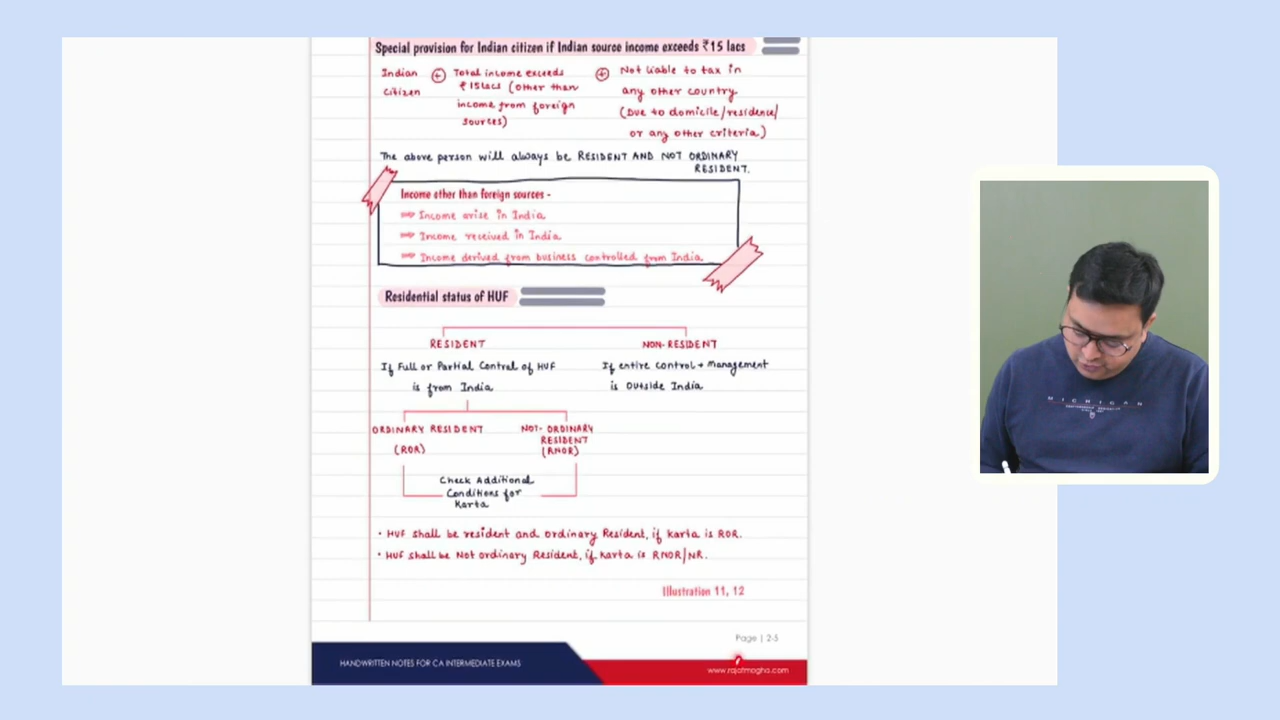 Special provision for Indian citizen if Indian source income exceeds ₹15 lacs
Indian citizen
+
Total income exceeds
₹15lacs (other than
income from foreign
sources)
+
Not liable to tax in
any other country
(Due to domicile/residence/
or any other criteria)
The above person will always be RESIDENT AND NOT ORDINARY
RESIDENT.
Income other than foreign sources -
Income arise in India
Income received in India
Income derived from business controlled from India
Residential status of HUF
RESIDENT
If Full or Partial Control of HUF
is from India
NON-RESIDENT
If entire control + Management
is outside India
ORDINARY RESIDENT
(ROR)
NOT-ORDINARY
RESIDENT
(RNOR)
Check Additional
Conditions for
Karta
• HUF shall be resident and ordinary Resident, if karta is ROR.
• HUF shall be Not ordinary Resident, if karta is RNOR/NR.
Illustration 11, 12
Page | 2-5
HANDWRITTEN NOTES FOR CA INTERMEDIATE EXAMS
www.rajatmogha.com
MICHIGAN